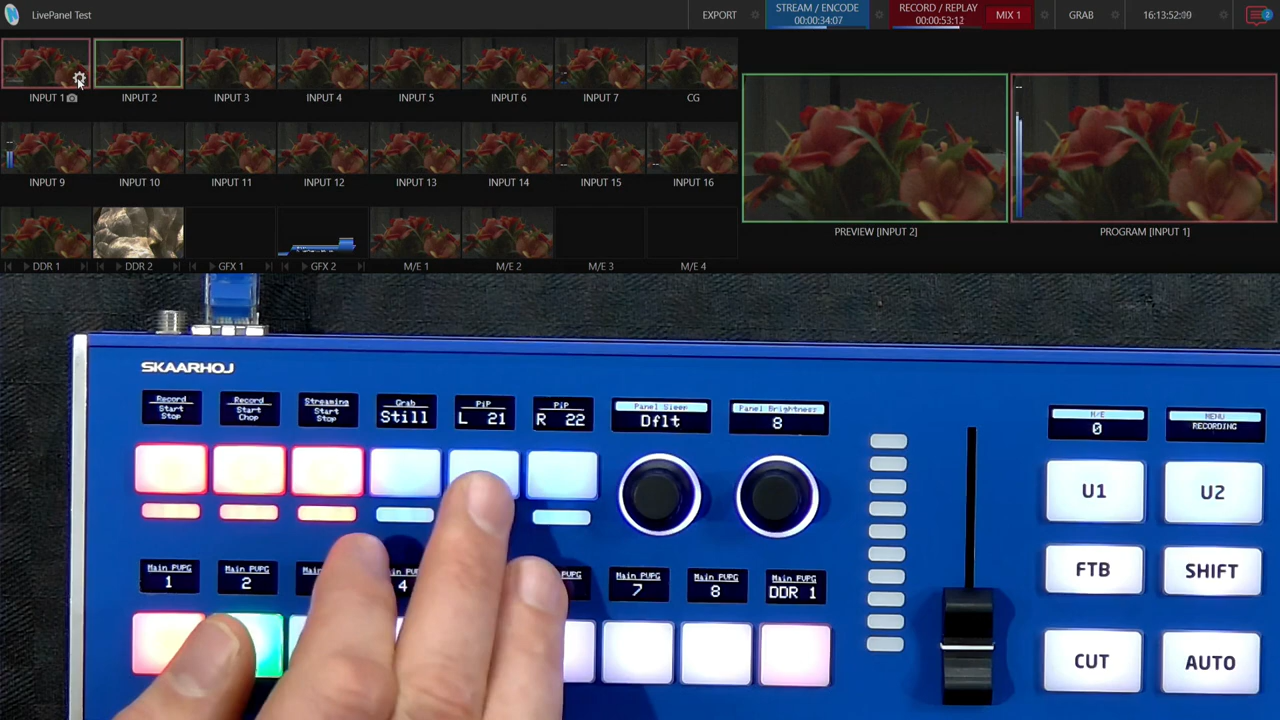 LivePanel Test
EXPORT
STREAM / ENCODE
00:00:34:07
RECORD / REPLAY
00:00:53:12
MIX 1
GRAB
2
INPUT 1
INPUT 2
INPUT 3
INPUT 4
INPUT 5
INPUT 6
INPUT 7
CG
INPUT 9
INPUT 10
INPUT 11
INPUT 12
INPUT 13
INPUT 14
INPUT 15
INPUT 16
PREVIEW [INPUT 2]
PROGRAM [INPUT 1]
DDR 1
DDR 2
GFX 1
GFX 2
M/E 1
M/E 2
M/E 3
M/E 4
SKAARHOJ
Record
Start
Stop
Record
Start
Chop
Streaming
Start
Stop
Grab
Still
PiP
L 21
PiP
R 22
Panel Sleep
Dflt
Panel Brightness
8
M/E
0
MENU
RECORDING
U1
U2
Main PVPG
1
Main PVPG
2
4
Main PVPG
7
Main PVPG
8
Main PVPG
DDR 1
FTB
SHIFT
CUT
AUTO